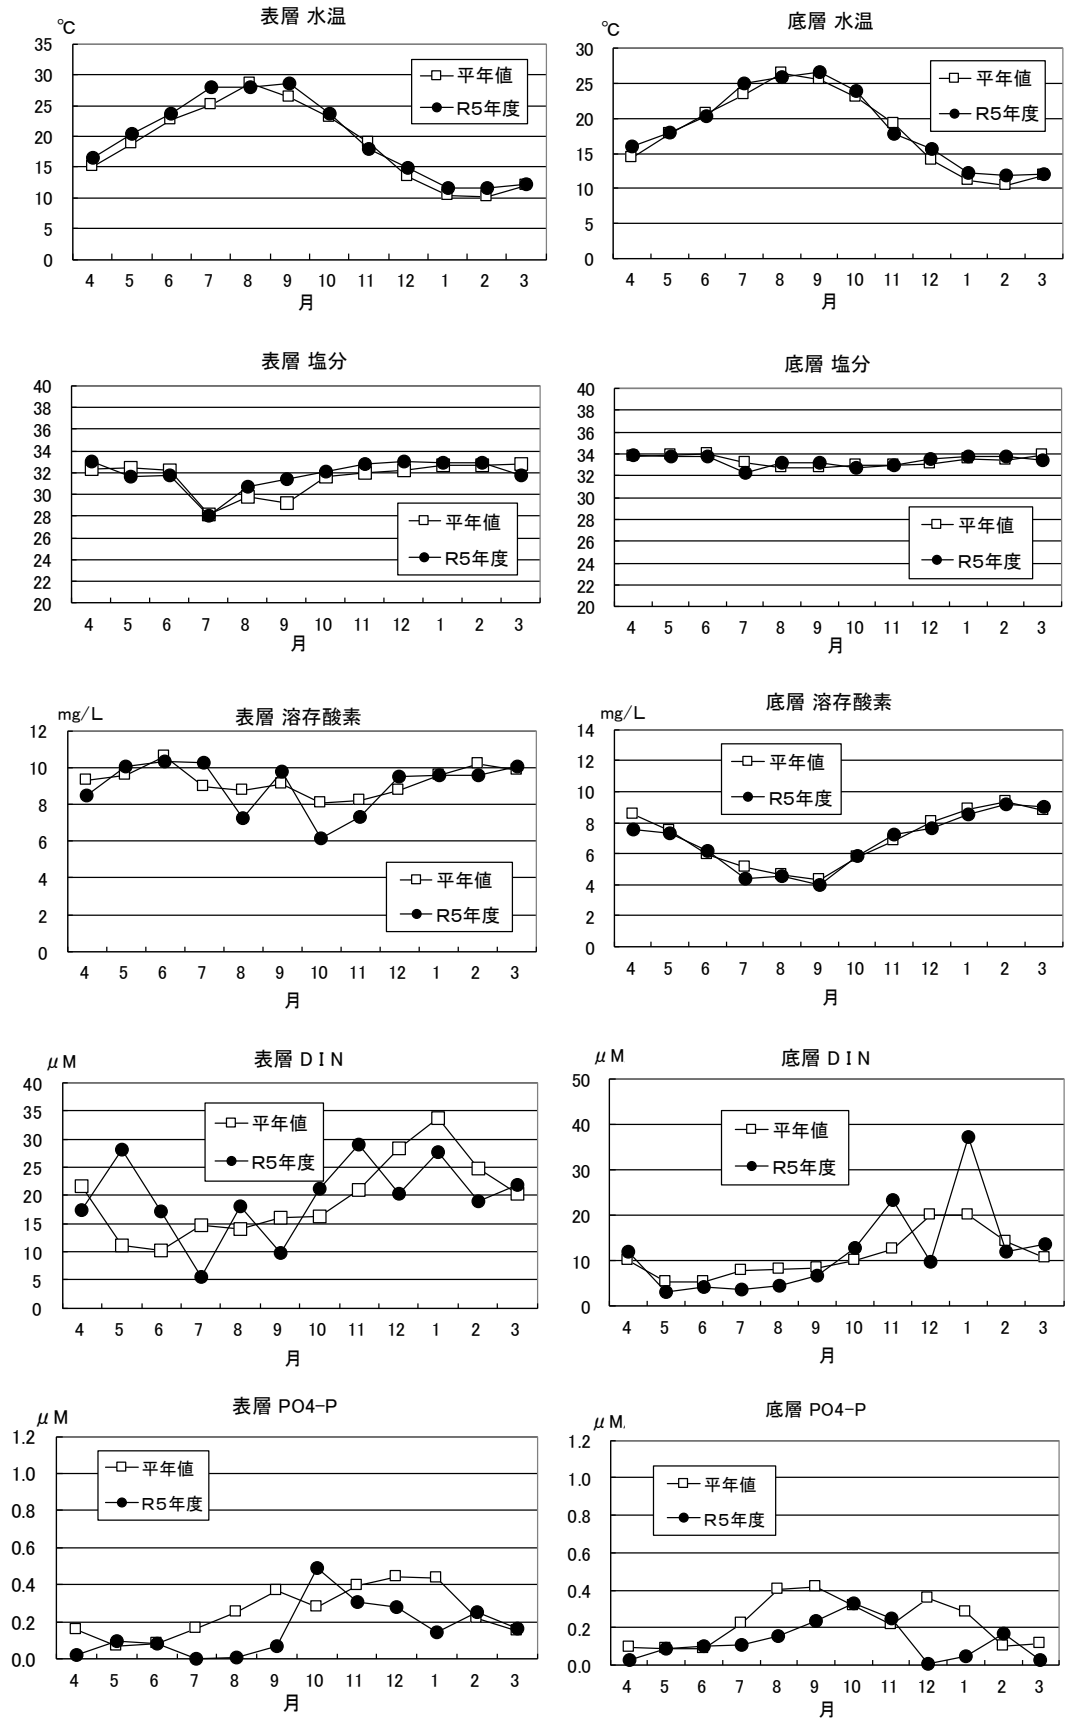 表層 水温
℃
35
30
25
20
15
10
5
0
平年値
R5年度
4 5 6 7 8 9 10 11 12 1 2 3
月
底層 水温
℃
30
25
20
15
10
5
0
平年値
R5年度
4 5 6 7 8 9 10 11 12 1 2 3
月
表層 塩分
40
38
36
34
32
30
28
26
24
22
20
平年値
R5年度
4 5 6 7 8 9 10 11 12 1 2 3
月
底層 塩分
40
38
36
34
32
30
28
26
24
22
20
平年値
R5年度
4 5 6 7 8 9 10 11 12 1 2 3
月
表層 溶存酸素
mg/L
12
10
8
6
4
2
0
平年値
R5年度
4 5 6 7 8 9 10 11 12 1 2 3
月
底層 溶存酸素
mg/L
14
12
10
8
6
4
2
0
平年値
R5年度
4 5 6 7 8 9 10 11 12 1 2 3
月
表層 DIN
μM
40
35
30
25
20
15
10
5
0
平年値
R5年度
4 5 6 7 8 9 10 11 12 1 2 3
月
底層 DIN
μM
50
40
30
20
10
0
平年値
R5年度
4 5 6 7 8 9 10 11 12 1 2 3
月
表層 PO4-P
μM
1.2
1.0
0.8
0.6
0.4
0.2
0.0
平年値
R5年度
4 5 6 7 8 9 10 11 12 1 2 3
月
底層 PO4-P
μM
1.2
1.0
0.8
0.6
0.4
0.2
0.0
平年値
R5年度
4 5 6 7 8 9 10 11 12 1 2 3
月